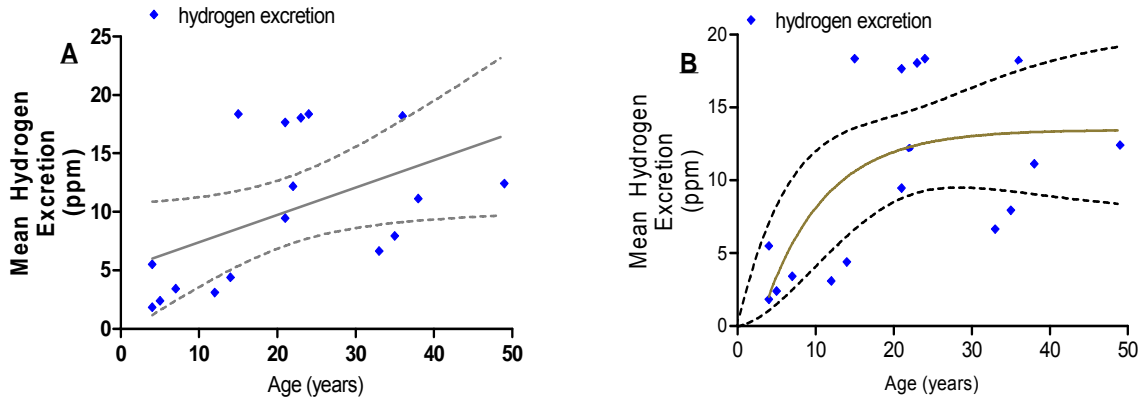 hydrogen excretion
A
25
20
15
10
5
0
Mean Hydrogen
Excretion
(ppm)
0 10 20 30 40 50
Age (years)
hydrogen excretion
B
20
15
10
5
0
Mean Hydrogen
Excretion
(ppm)
0 10 20 30 40 50
Age (years)